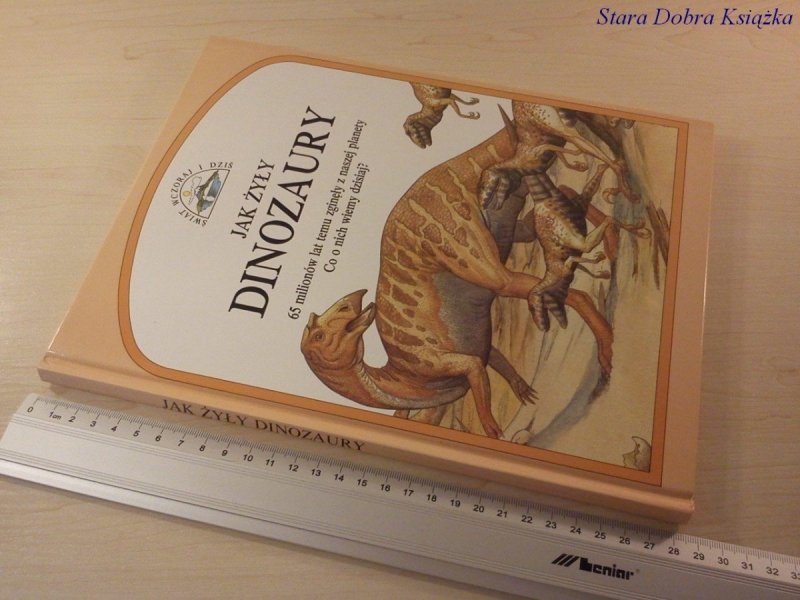 Stara Dobra Książka
ŚWIAT WCZORAJ I DZIŚ
JAK ŻYŁY
DINOZAURY
65 milionów lat temu zginęły z naszej planety
Co o nich wiemy dzisiaj?
JAK ŻYŁY DINOZAURY
0 1cm 2 3 4 5 6 7 8 9 10 11 12 13 14 15 16 17 18 19 20 21 22 23 24 25 26 27 28 29 30 31 32 33
Leniar